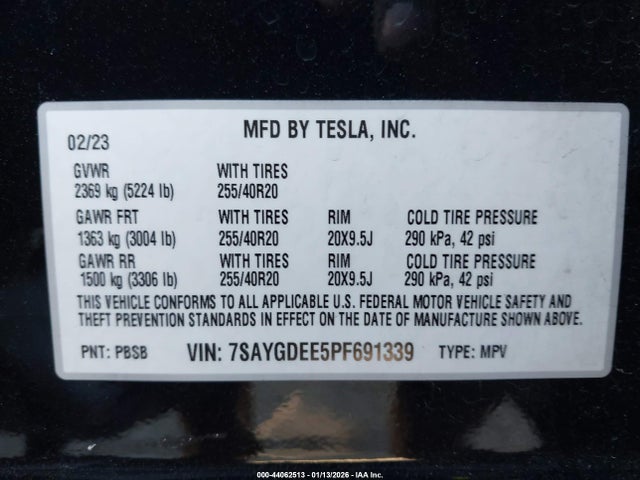 MFD BY TESLA, INC.
02/23
GVWR WITH TIRES
2369 kg (5224 lb) 255/40R20
GAWR FRT WITH TIRES RIM COLD TIRE PRESSURE
1363 kg (3004 lb) 255/40R20 20X9.5J 290 kPa, 42 psi
GAWR RR WITH TIRES RIM COLD TIRE PRESSURE
1500 kg (3306 lb) 255/40R20 20X9.5J 290 kPa, 42 psi
THIS VEHICLE CONFORMS TO ALL APPLICABLE U.S. FEDERAL MOTOR VEHICLE SAFETY AND
THEFT PREVENTION STANDARDS IN EFFECT ON THE DATE OF MANUFACTURE SHOWN ABOVE.
PNT: PBSB VIN: 7SAYGDEE5PF691339 TYPE: MPV
000-44062513 - 01/13/2026 - IAA Inc.